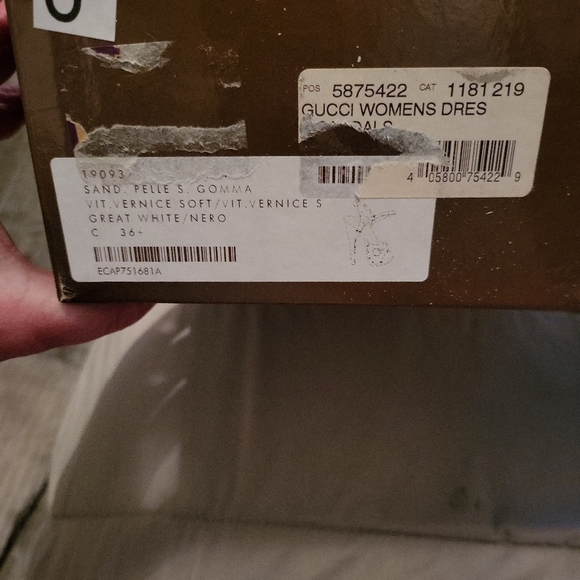 POS 5875422 CAT 1181219
GUCCI WOMENS DRES
4 05800 75422 9
19093
SAND. PELLE S. GOMMA
VIT.VERNICE SOFT/VIT.VERNICE S
GREAT WHITE/NERO
C 36+
ECAP751681A